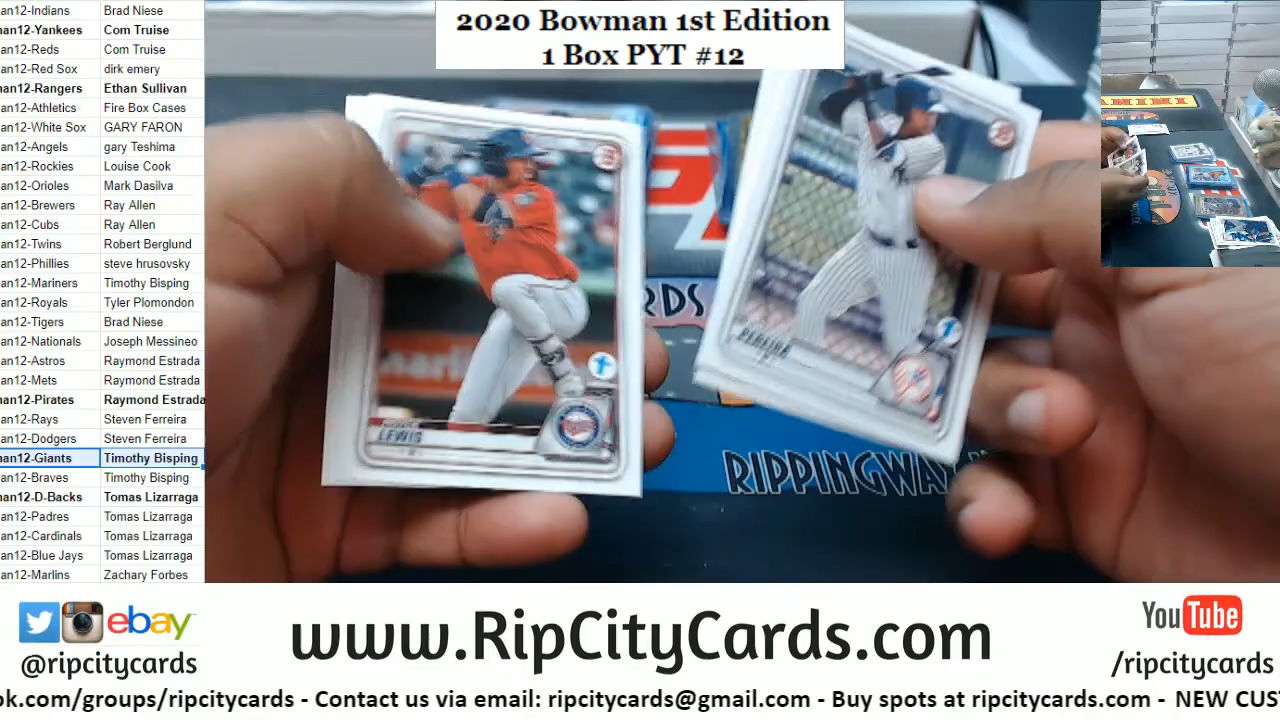 2020 Bowman 1st Edition
1 Box PYT #12
an12-Indians Brad Niese
nan12-Yankees Com Truise
an12-Reds Com Truise
an12-Red Sox dirk emery
nan12-Rangers Ethan Sullivan
an12-Athletics Fire Box Cases
an12-White Sox GARY FARON
an12-Angels gary Teshima
an12-Rockies Louise Cook
an12-Orioles Mark Dasilva
an12-Brewers Ray Allen
an12-Cubs Ray Allen
an12-Twins Robert Berglund
an12-Phillies steve hrusovsky
an12-Mariners Timothy Bisping
an12-Royals Tyler Plomondon
an12-Tigers Brad Niese
an12-Nationals Joseph Messineo
an12-Astros Raymond Estrada
an12-Mets Raymond Estrada
nan12-Pirates Raymond Estrada
an12-Rays Steven Ferreira
an12-Dodgers Steven Ferreira
nan12-Giants Timothy Bisping
an12-Braves Timothy Bisping
nan12-D-Backs Tomas Lizarraga
an12-Padres Tomas Lizarraga
an12-Cardinals Tomas Lizarraga
an12-Blue Jays Tomas Lizarraga
an12-Marlins Zachary Forbes
LEWIS
PEREIRA
RDS
RIPPINGWAX
PANINI
ebay
@ripcitycards
www.RipCityCards.com
YouTube
/ripcitycards
ok.com/groups/ripcitycards - Contact us via email: ripcitycards@gmail.com - Buy spots at ripcitycards.com - NEW CUS